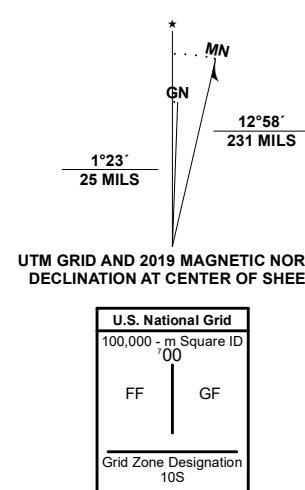 ★
MN
GN
12°58´
231 MILS
1°23´
25 MILS
UTM GRID AND 2019 MAGNETIC NOR
DECLINATION AT CENTER OF SHEE
U.S. National Grid
100,000 - m Square ID
⁷00
FF GF
Grid Zone Designation
10S